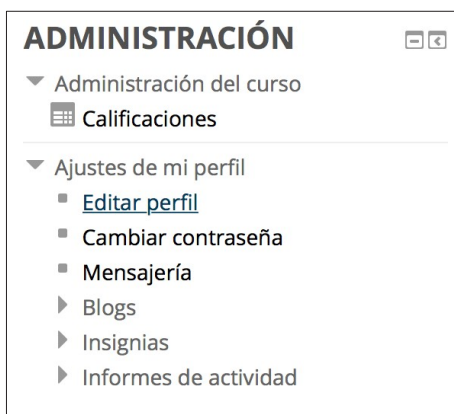 ADMINISTRACIÓN
Administración del curso
Calificaciones
Ajustes de mi perfil
Editar perfil
Cambiar contraseña
Mensajería
Blogs
Insignias
Informes de actividad